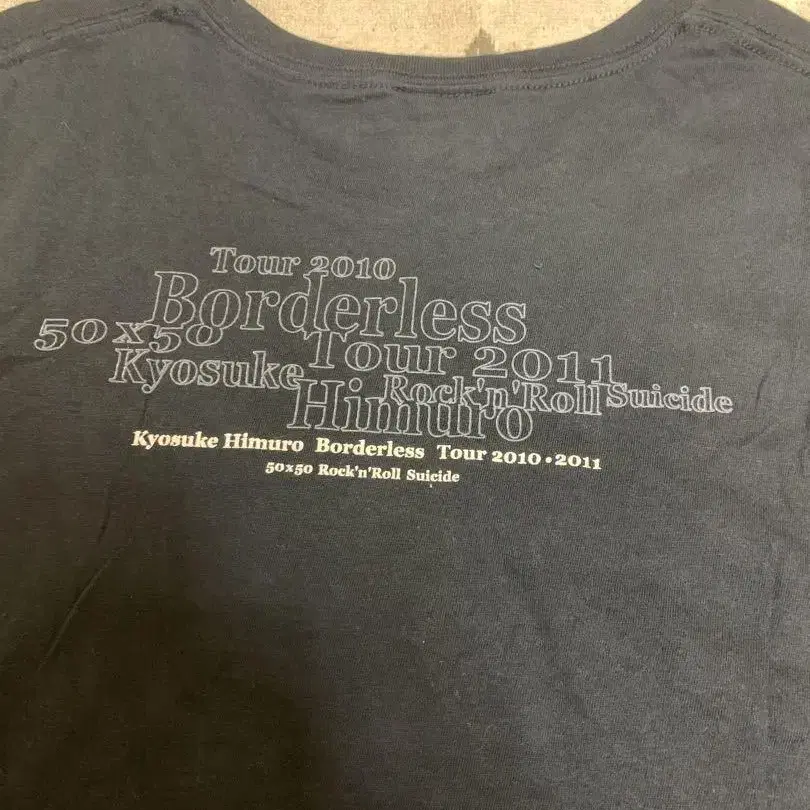 Tour 2010
Borderless
50x50
Tour 2011
Kyosuke
Rock'n'Roll Suicide
Himuro
Kyosuke Himuro Borderless Tour 2010•2011
50x50 Rock'n'Roll Suicide